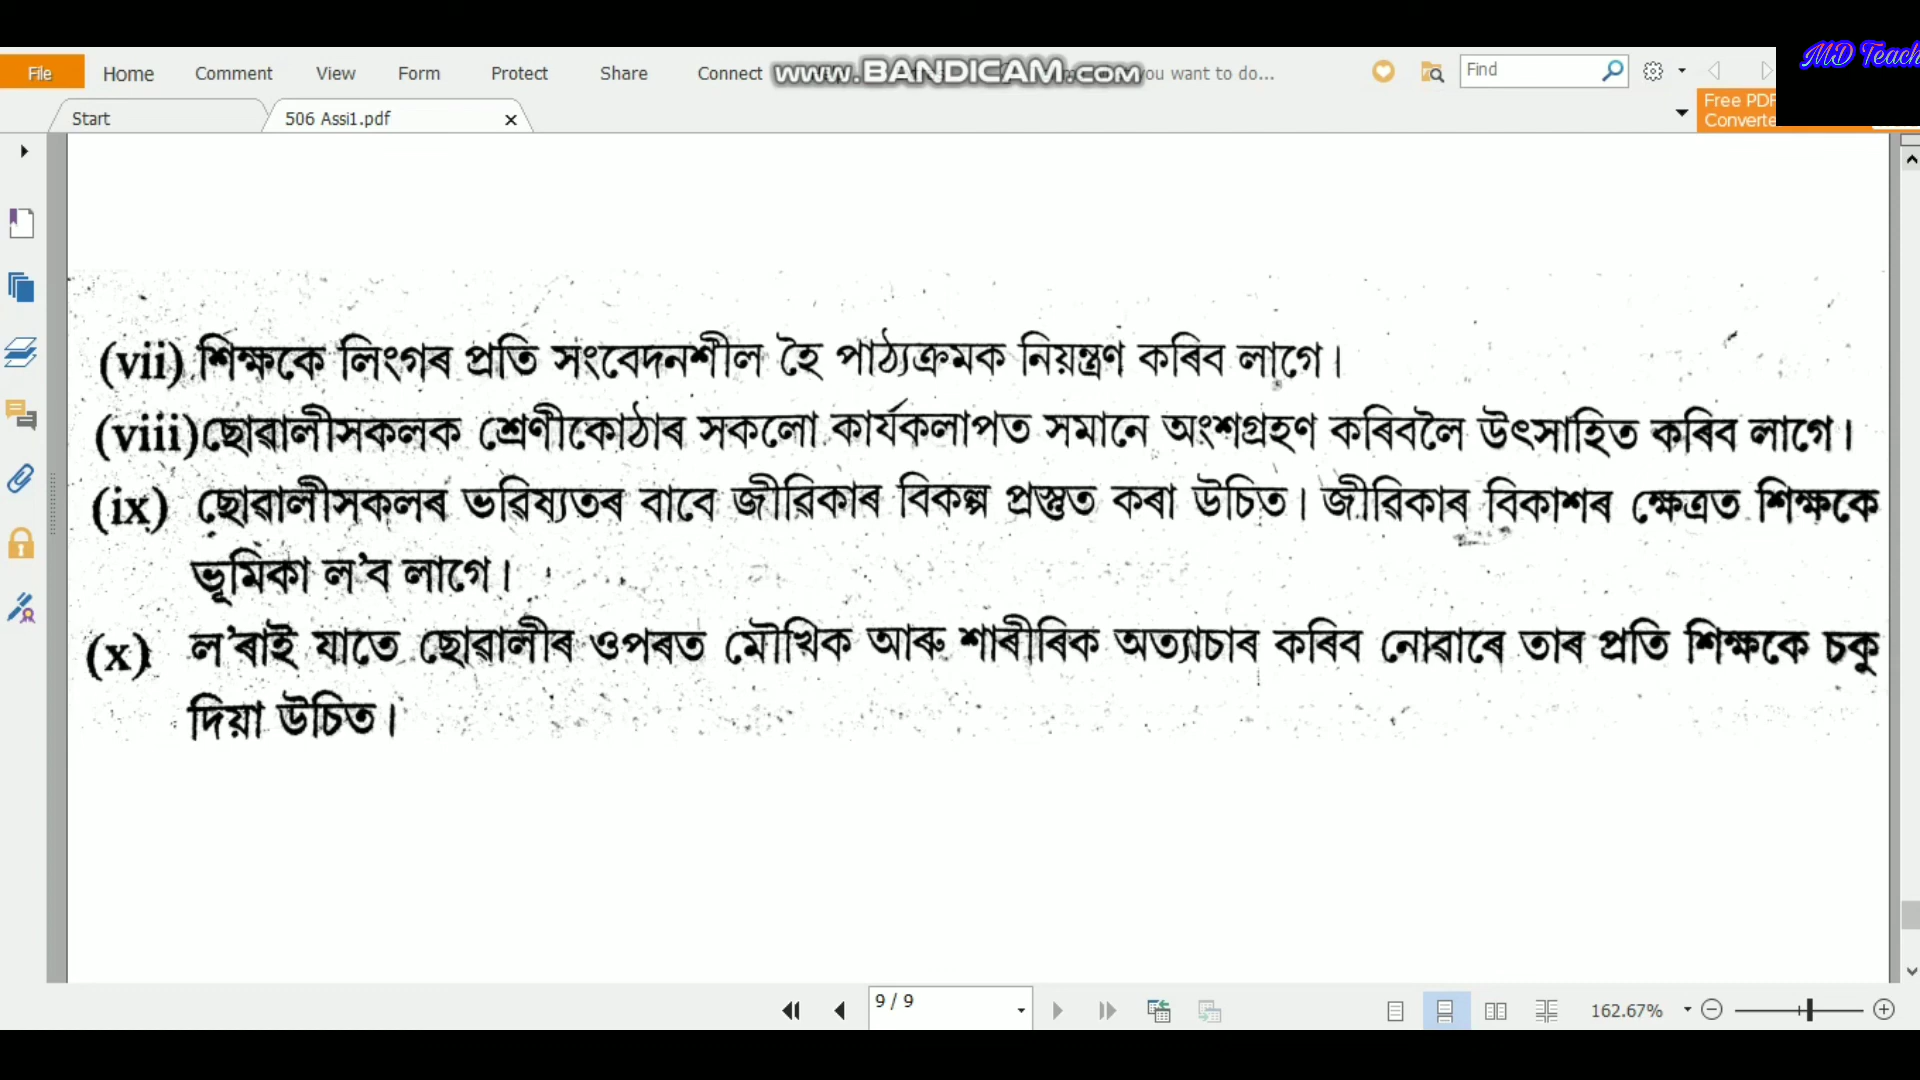 MD Teach
File Home Comment View Form Protect Share Connect www.BANDICAM.com you want to do... Find
Free PDF
Start 506 Assi1.pdf
Converte
(vii) শিক্ষকে লিংগৰ প্ৰতি সংবেদনশীল হৈ পাঠ্যক্ৰমক নিয়ন্ত্ৰণ কৰিব লাগে।
(viii) ছোৱালীসকলক শ্ৰেণীকোঠাৰ সকলো কাৰ্যকলাপত সমানে অংশগ্ৰহণ কৰিবলৈ উৎসাহিত কৰিব লাগে।
(ix) ছোৱালীসকলৰ ভৱিষ্যতৰ বাবে জীৱিকাৰ বিকল্প প্ৰস্তুত কৰা উচিত। জীৱিকাৰ বিকাশৰ ক্ষেত্ৰত শিক্ষকে
ভূমিকা ল'ব লাগে।
(x) ল'ৰাই যাতে ছোৱালীৰ ওপৰত মৌখিক আৰু শাৰীৰিক অত্যাচাৰ কৰিব নোৱাৰে তাৰ প্ৰতি শিক্ষকে চকু
দিয়া উচিত।
9 / 9 162.67%